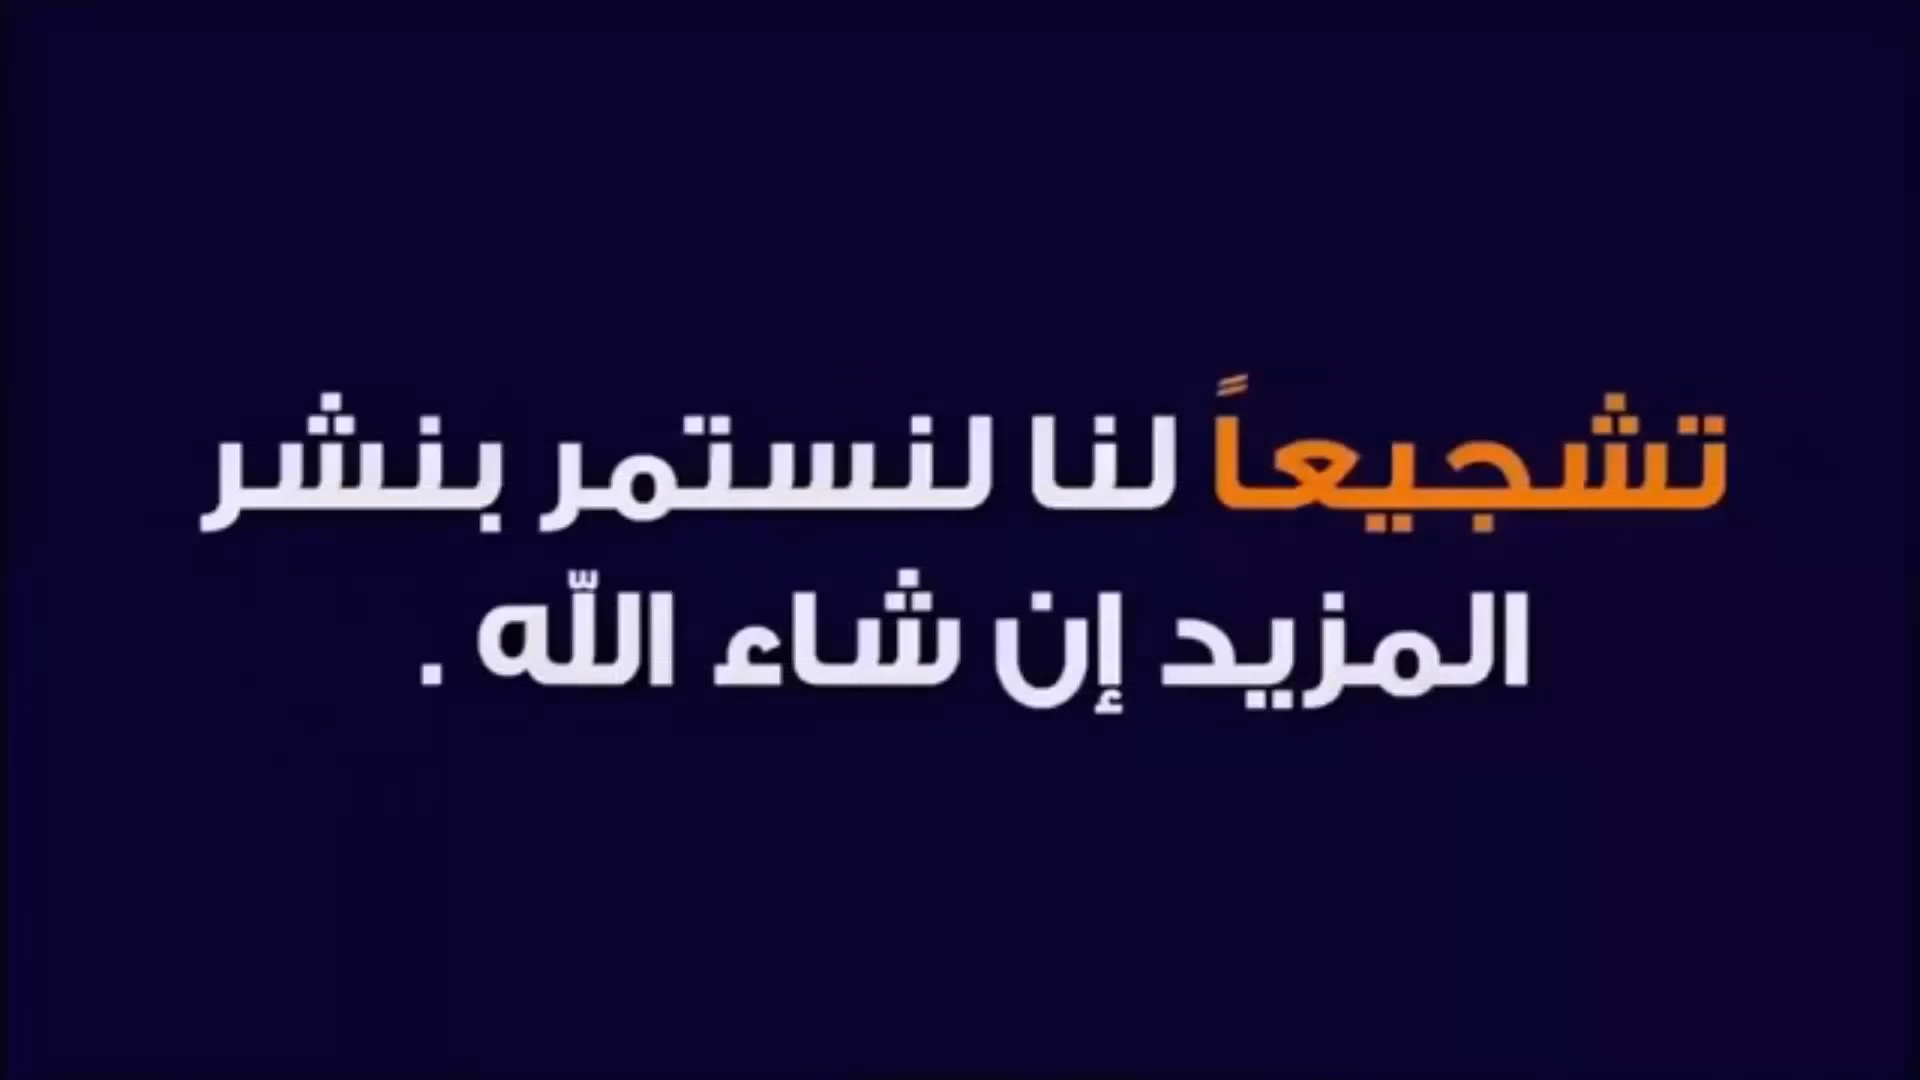 تشجيعاً لنا لنستمر بنشر
المزيد إن شاء اللّه .